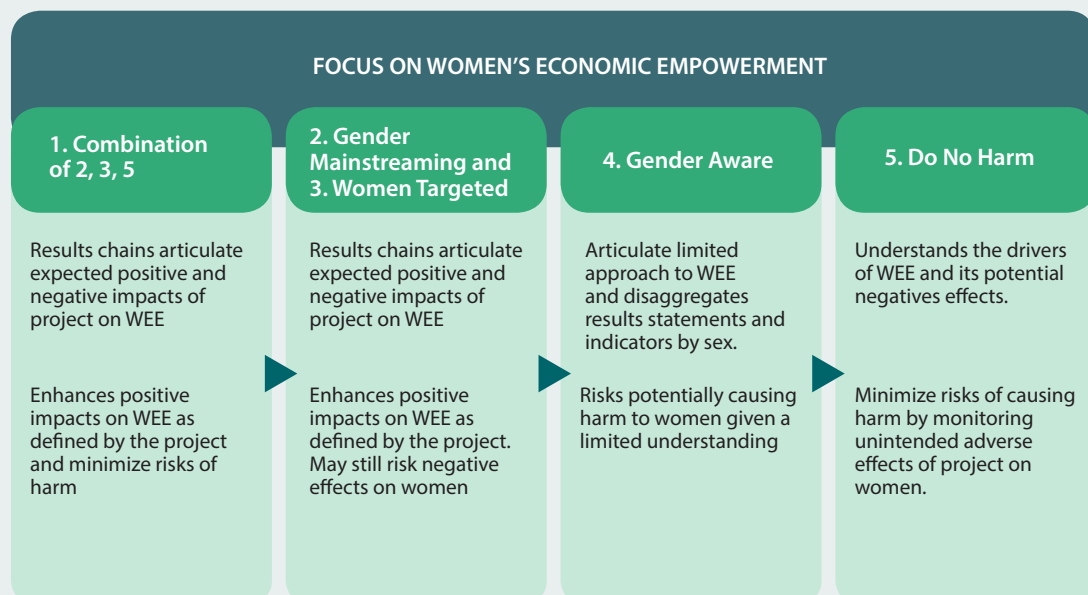 FOCUS ON WOMEN’S ECONOMIC EMPOWERMENT
1. Combination
of 2, 3, 5
Results chains articulate
expected positive and
negative impacts of
project on WEE
Enhances positive
impacts on WEE as
defined by the project
and minimize risks of
harm
2. Gender
Mainstreaming and
3. Women Targeted
Results chains articulate
expected positive and
negative impacts of
project on WEE
Enhances positive
impacts on WEE as
defined by the project.
May still risk negative
effects on women
4. Gender Aware
Articulate limited
approach to WEE
and disaggregates
results statements and
indicators by sex.
Risks potentially causing
harm to women given a
limited understanding
5. Do No Harm
Understands the drivers
of WEE and its potential
negatives effects.
Minimize risks of causing
harm by monitoring
unintended adverse
effects of project on
women.